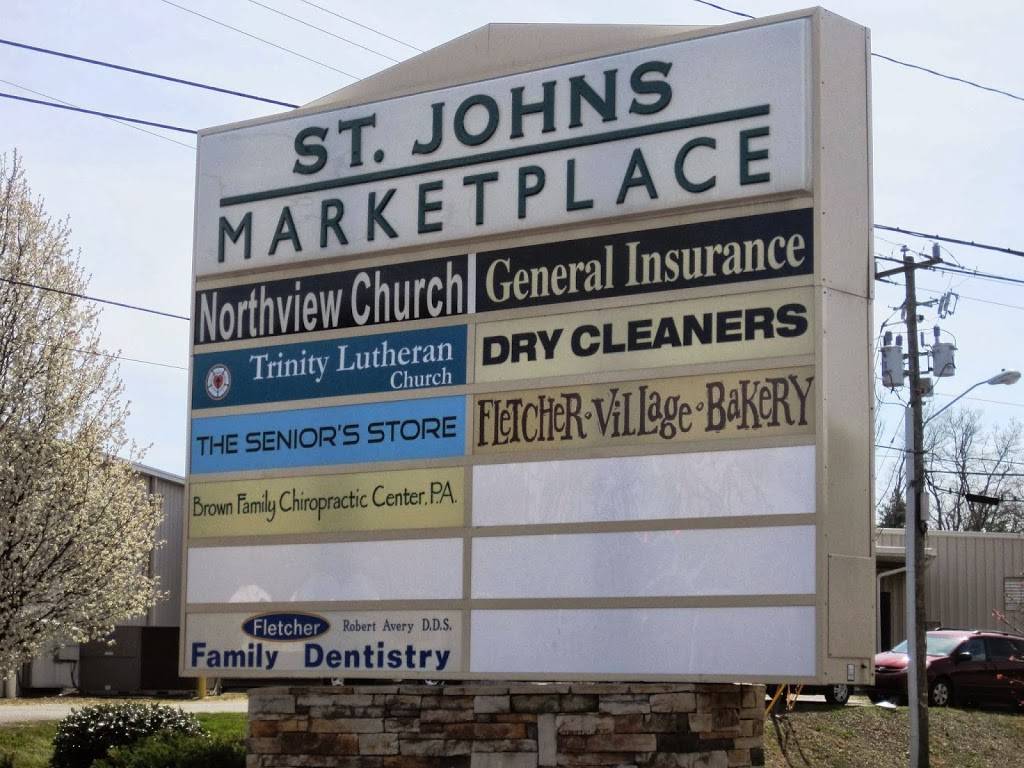 ST. JOHNS
MARKETPLACE
Northview Church
General Insurance
Trinity Lutheran
Church
DRY CLEANERS
THE SENIOR'S STORE
FLETCHER·VILLAGE·BAKERY
Brown Family Chiropractic Center, P.A.
Fletcher
Robert Avery D.D.S.
Family Dentistry